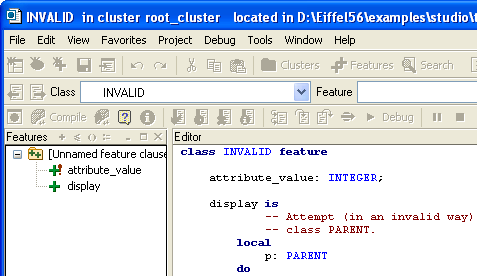 INVALID in cluster root_cluster located in D:\Eiffel56\examples\studio\
File Edit View Favorites Project Debug Tools Window Help
Clusters Features Search
Class INVALID Feature
Compile Debug
Features Editor
[Unnamed feature clause
attribute_value
display
class INVALID feature
attribute_value: INTEGER;
display is
-- Attempt (in an invalid way)
-- class PARENT.
local
p: PARENT
do